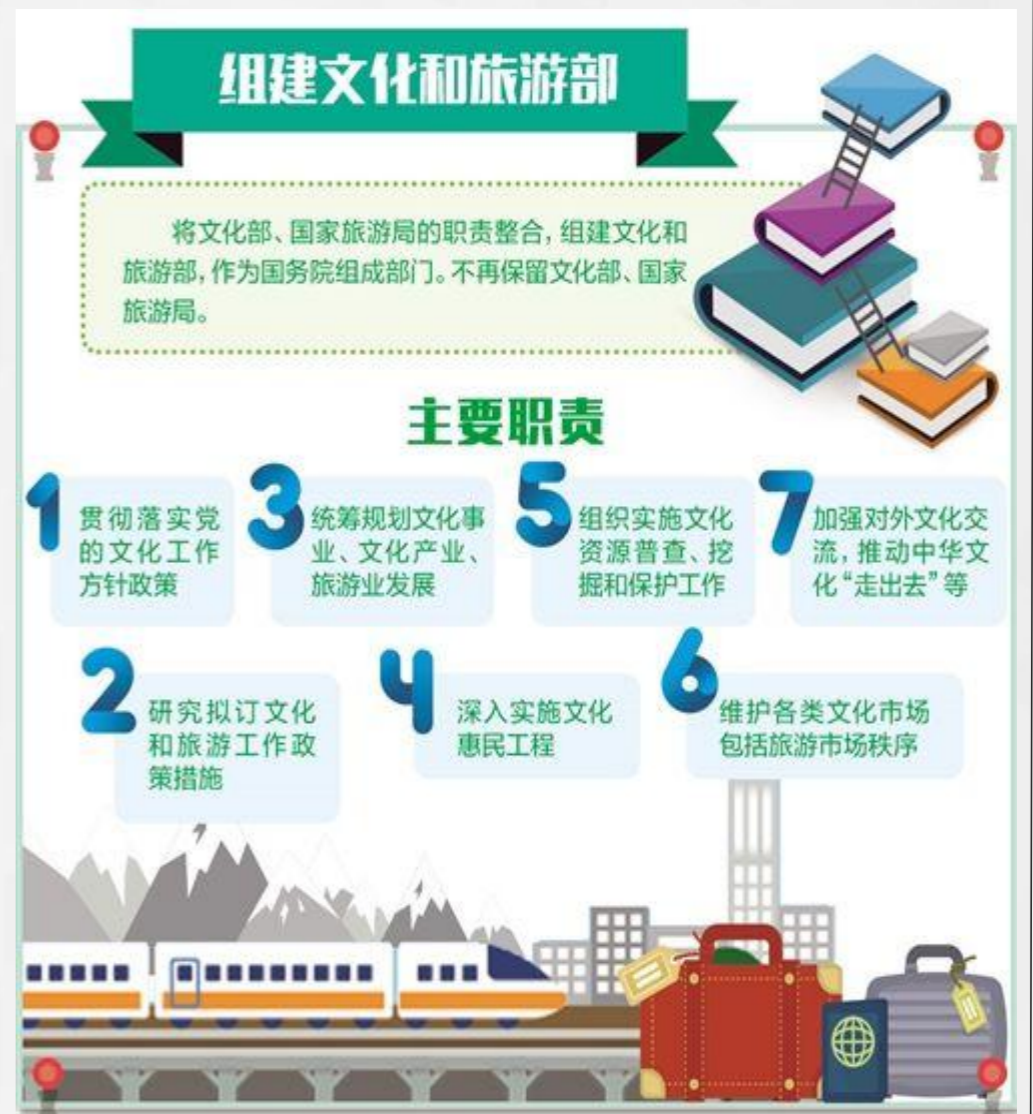 组建文化和旅游部
将文化部、国家旅游局的职责整合,组建文化和
旅游部,作为国务院组成部门。不再保留文化部、国家
旅游局。
主要职责
1
贯彻落实党
的文化工作
方针政策
2
研究拟订文化
和旅游工作政
策措施
3
统筹规划文化事
业、文化产业、
旅游业发展
4
深入实施文化
惠民工程
5
组织实施文化
资源普查、挖
掘和保护工作
6
维护各类文化市场
包括旅游市场秩序
7
加强对外文化交
流,推动中华文
化“走出去”等